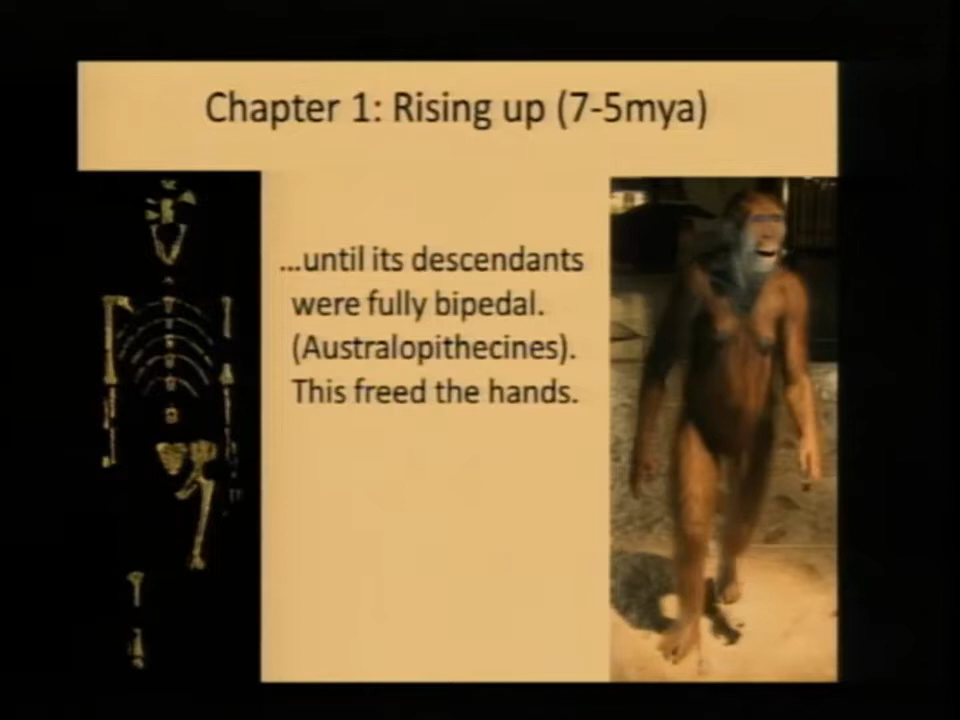 Chapter 1: Rising up (7-5mya)
...until its descendants
were fully bipedal.
(Australopithecines).
This freed the hands.